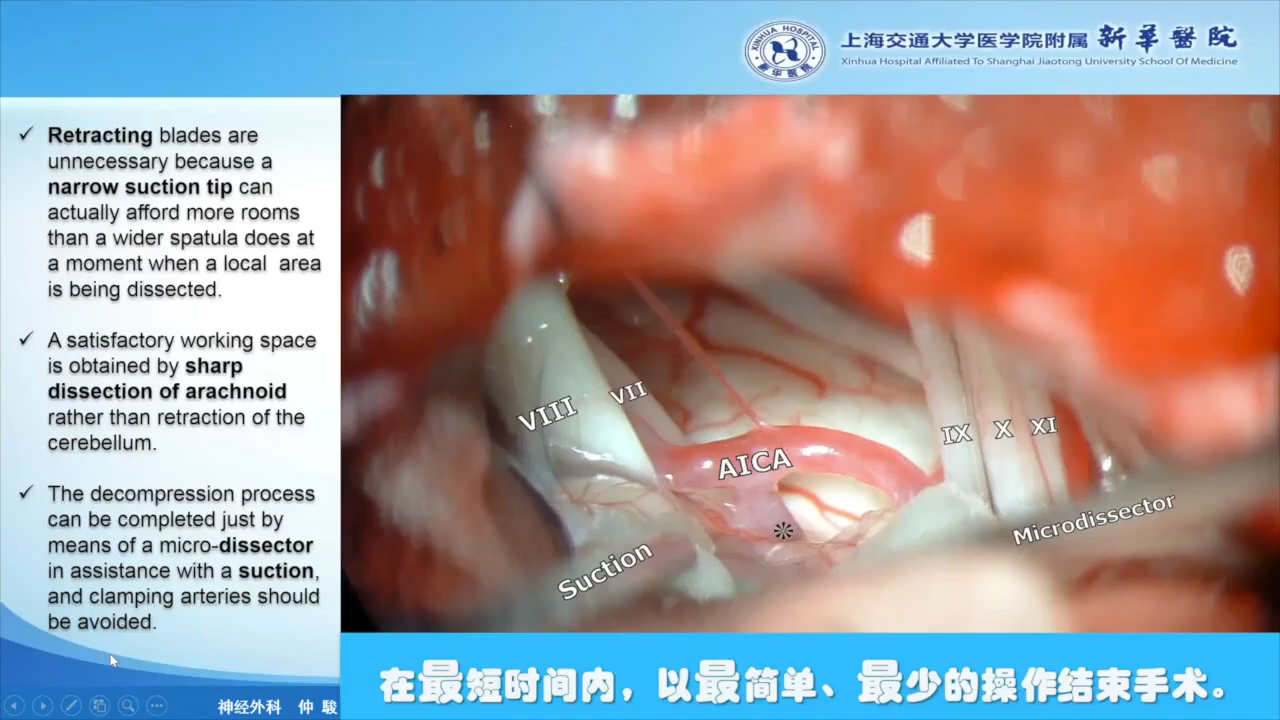 XINHUA HOSPITAL
新华医院
上海交通大学医学院附属 新華醫院
Xinhua Hospital Affiliated To Shanghai Jiaotong University School Of Medicine
✓ Retracting blades are
unnecessary because a
narrow suction tip can
actually afford more rooms
than a wider spatula does at
a moment when a local area
is being dissected.
✓ A satisfactory working space
is obtained by sharp
dissection of arachnoid
rather than retraction of the
cerebellum.
✓ The decompression process
can be completed just by
means of a micro-dissector
in assistance with a suction,
and clamping arteries should
be avoided.
VIII
VII
AICA
IX X XI
Suction
Microdissector
在最短时间内，以最简单、最少的操作结束手术。
神经外科 仲 駿